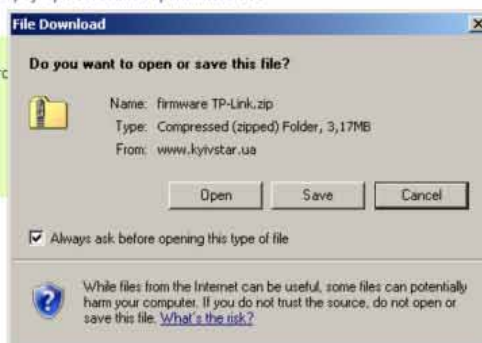 File Download
Do you want to open or save this file?
Name: firmware TP-Link.zip
Type: Compressed (zipped) Folder, 3,17MB
From: www.kyivstar.ua
Open Save Cancel
Always ask before opening this type of file
While files from the Internet can be useful, some files can potentially
harm your computer. If you do not trust the source, do not open or
save this file. What's the risk?